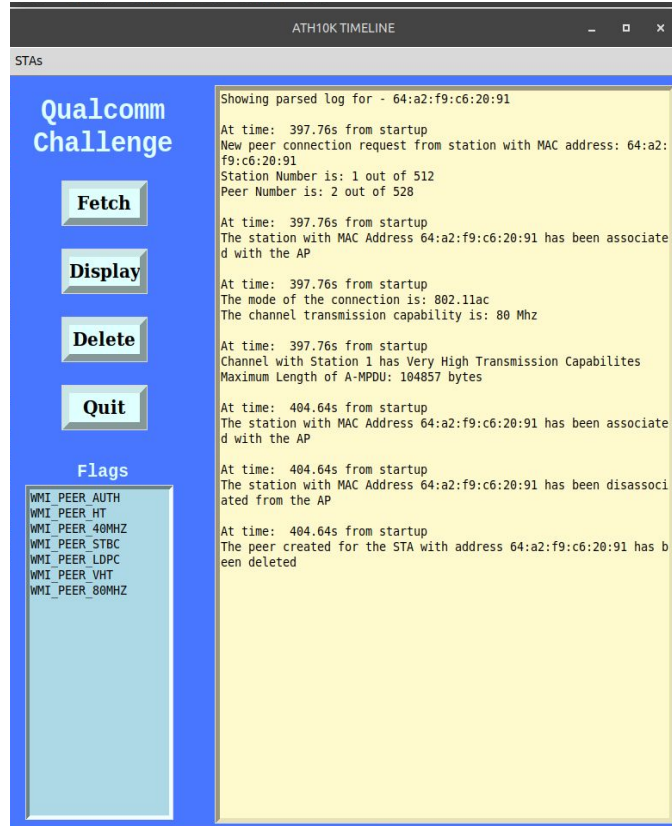 ATH10K TIMELINE
STAs
Qualcomm
Challenge
Fetch
Display
Delete
Quit
Flags
WMI_PEER_AUTH
WMI_PEER_HT
WMI_PEER_40MHZ
WMI_PEER_STBC
WMI_PEER_LDPC
WMI_PEER_VHT
WMI_PEER_80MHZ
Showing parsed log for - 64:a2:f9:c6:20:91
At time:  397.76s from startup
New peer connection request from station with MAC address: 64:a2:
f9:c6:20:91
Station Number is: 1 out of 512
Peer Number is: 2 out of 528
At time:  397.76s from startup
The station with MAC Address 64:a2:f9:c6:20:91 has been associate
d with the AP
At time:  397.76s from startup
The mode of the connection is: 802.11ac
The channel transmission capability is: 80 Mhz
At time:  397.76s from startup
Channel with Station 1 has Very High Transmission Capabilites
Maximum Length of A-MPDU: 104857 bytes
At time:  404.64s from startup
The station with MAC Address 64:a2:f9:c6:20:91 has been associate
d with the AP
At time:  404.64s from startup
The station with MAC Address 64:a2:f9:c6:20:91 has been disassoci
ated from the AP
At time:  404.64s from startup
The peer created for the STA with address 64:a2:f9:c6:20:91 has b
een deleted